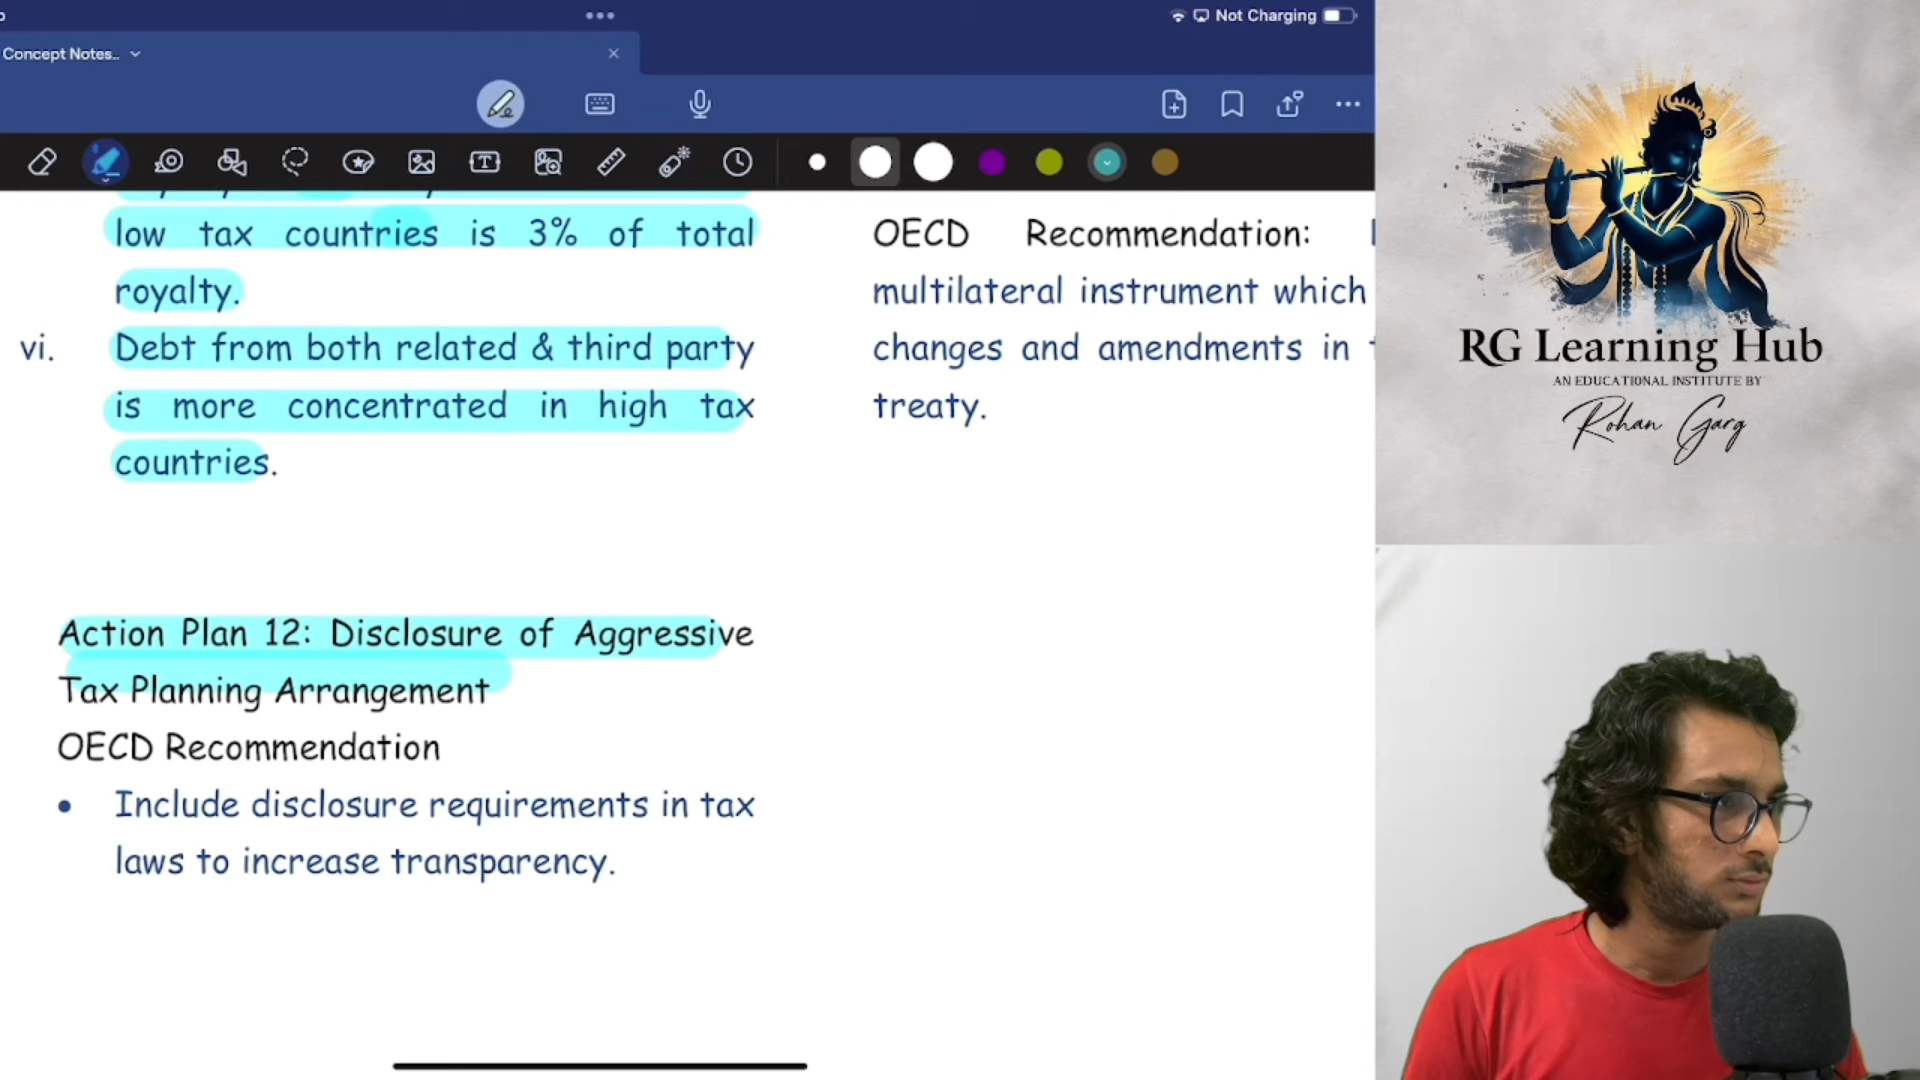 Not Charging
Concept Notes..
low tax countries is 3% of total
royalty.
vi. Debt from both related & third party
is more concentrated in high tax
countries.
Action Plan 12: Disclosure of Aggressive
Tax Planning Arrangement
OECD Recommendation
• Include disclosure requirements in tax
laws to increase transparency.
OECD Recommendation:
multilateral instrument which
changes and amendments in
treaty.
RG Learning Hub
AN EDUCATIONAL INSTITUTE BY
Rohan Garg